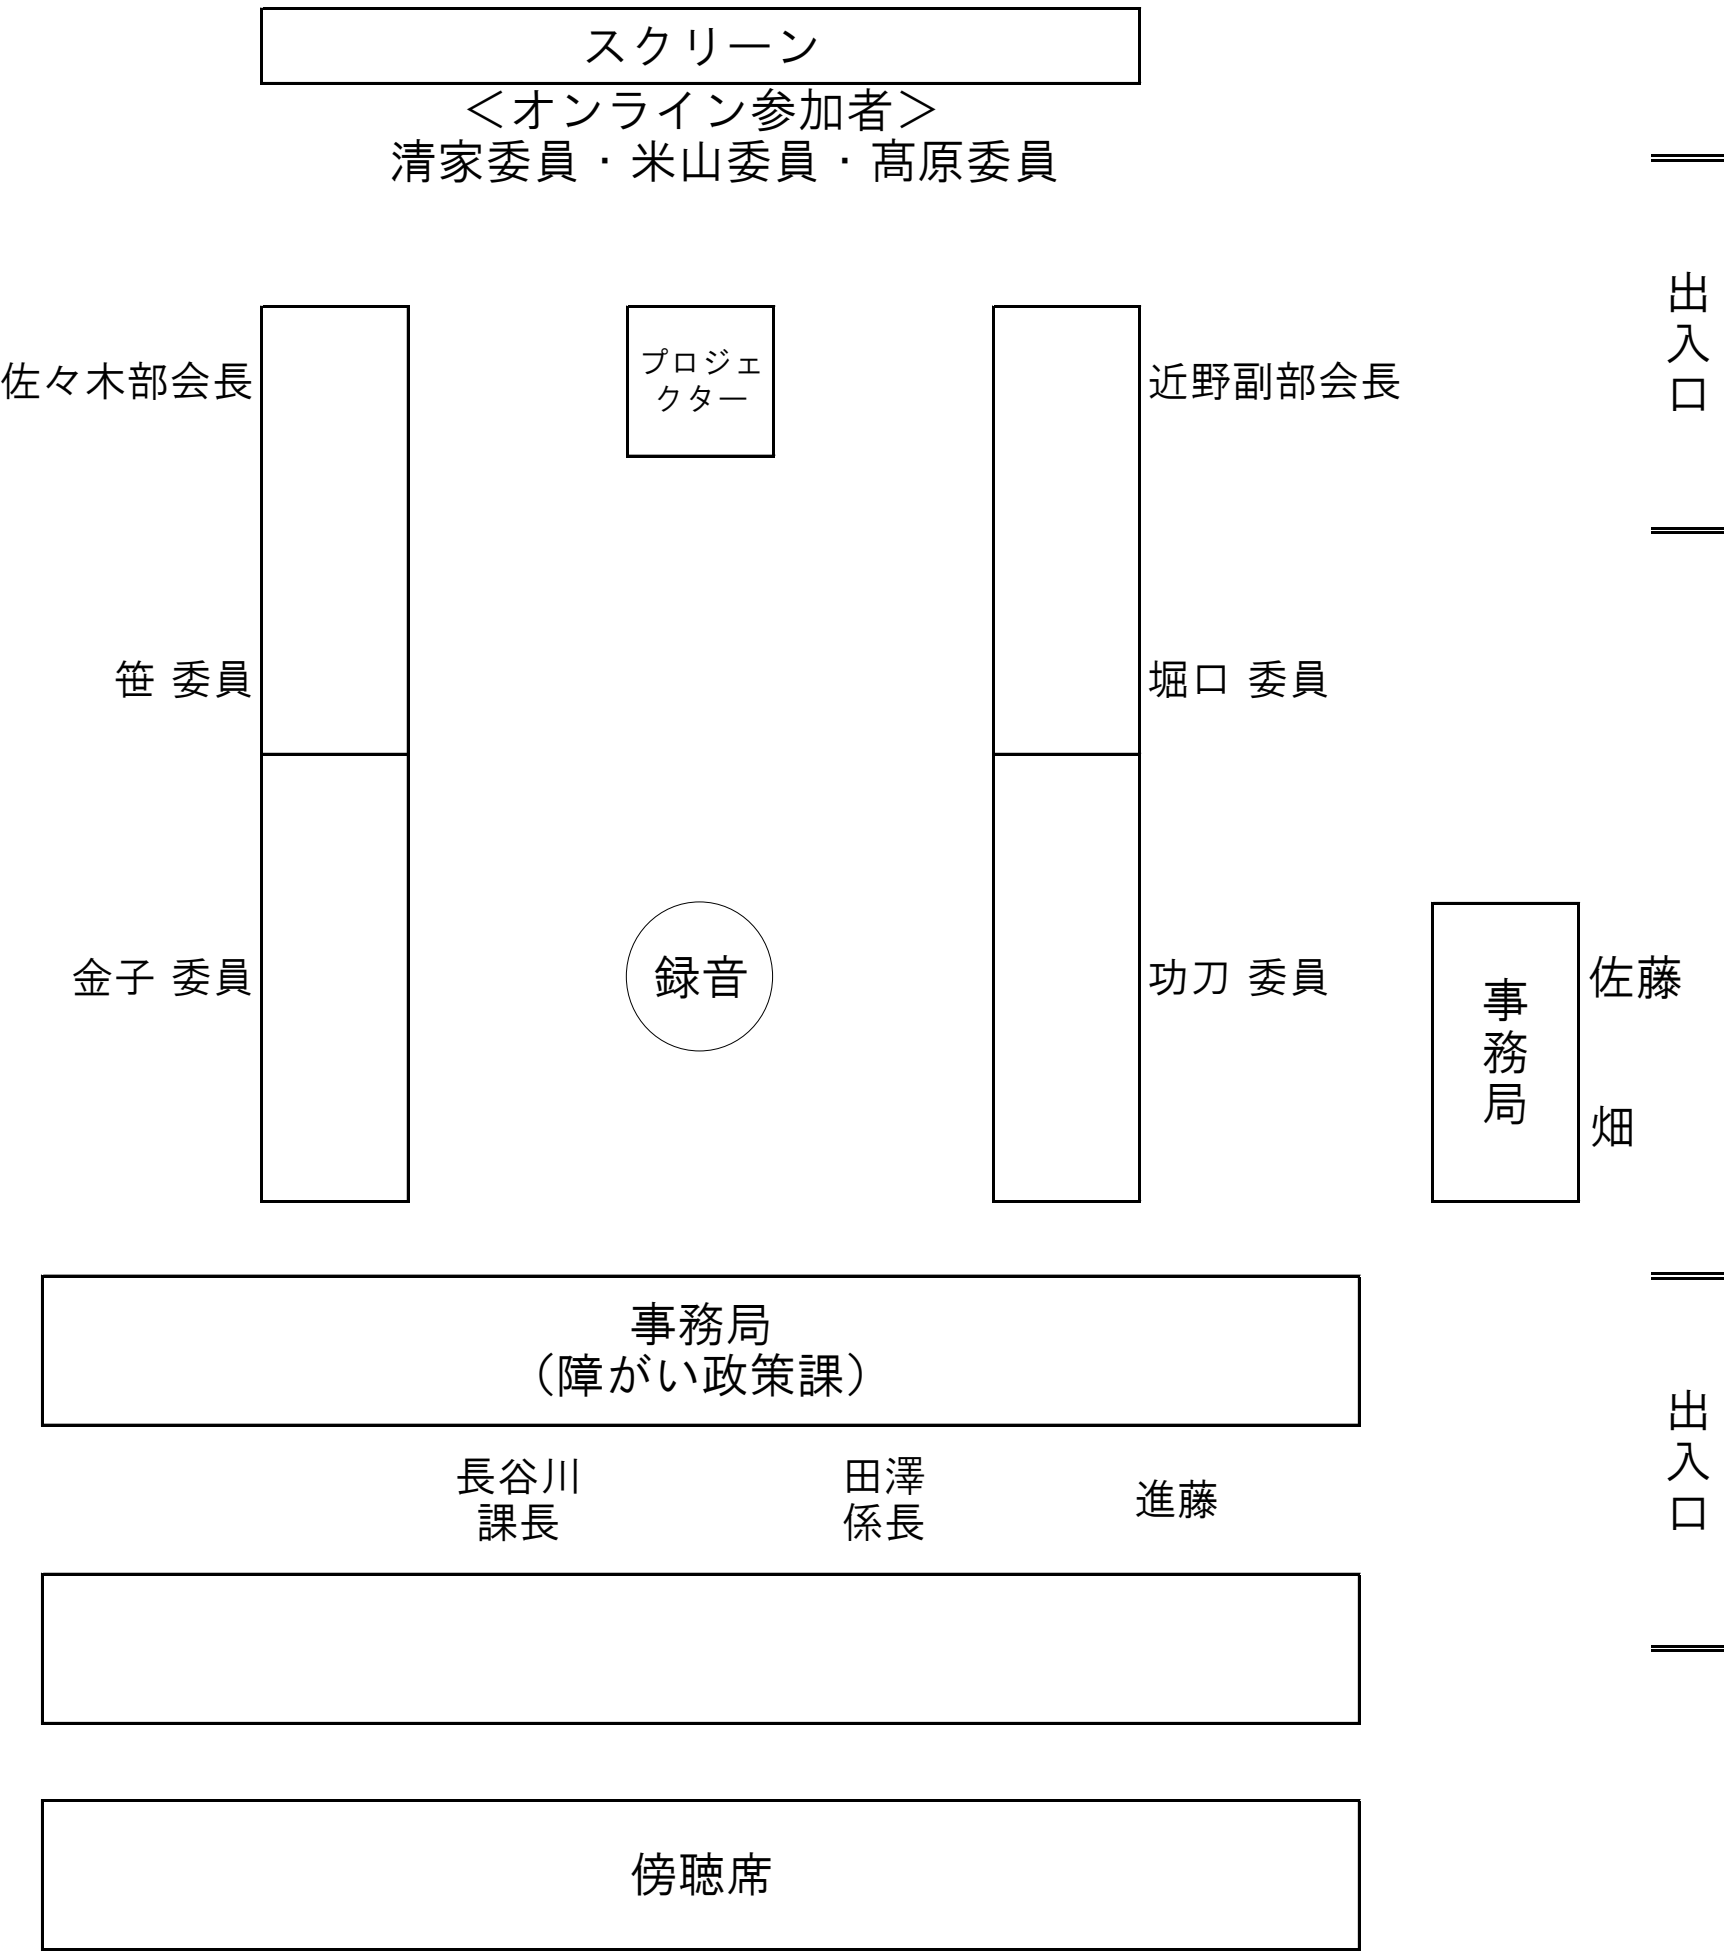 スクリーン
＜オンライン参加者＞
清家委員・米山委員・髙原委員
出入口
佐々木部会長
プロジェ
クター
近野副部会長
笹 委員
堀口 委員
金子 委員
録音
功刀 委員
事務局
佐藤
畑
事務局
（障がい政策課）
長谷川
課長
田澤
係長
進藤
出入口
傍聴席